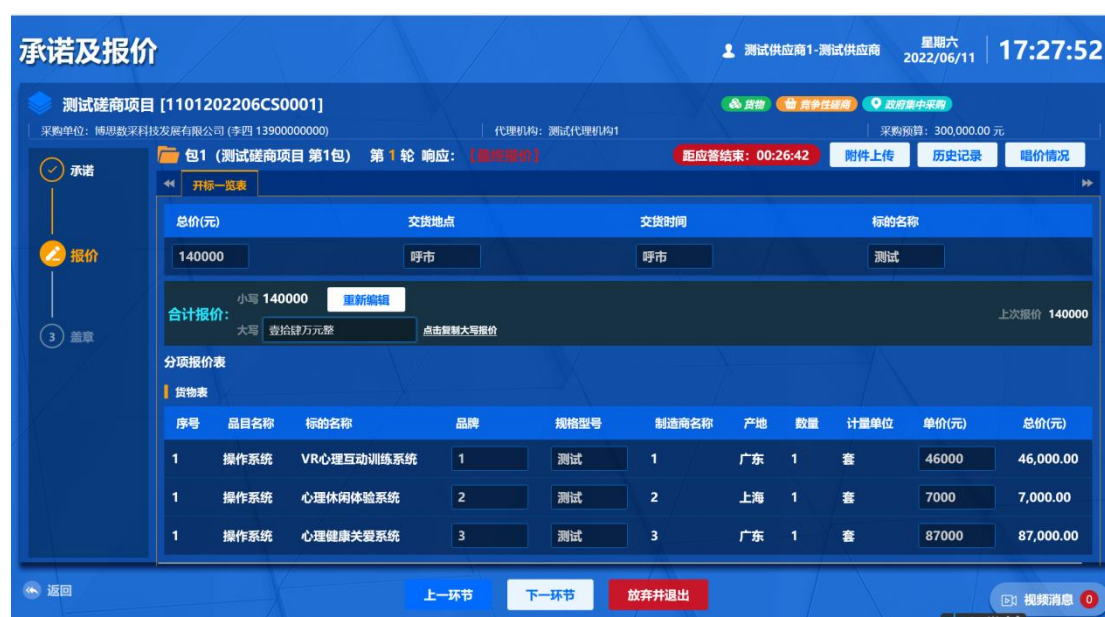 承诺及报价
测试供应商1-测试供应商
星期六
2022/06/11
17:27:52
测试磋商项目 [1101202206CS0001]
货物 竞争性磋商 政府集中采购
采购单位：博思数采科技发展有限公司 (李四 13900000000) 代理机构：测试代理机构1 采购预算：300,000.00 元
承诺
报价
3 盖章
包1 (测试磋商项目 第1包) 第 1 轮 响应：[最终报价] 距应答结束：00:26:42 附件上传 历史记录 唱价情况
开标一览表
总价(元) 交货地点 交货时间 标的名称
140000 呼市 呼市 测试
合计报价：
小写 140000 重新编辑
大写 壹拾肆万元整 点击复制大写报价
上次报价 140000
分项报价表
货物表
序号 品目名称 标的名称 品牌 规格型号 制造商名称 产地 数量 计量单位 单价(元) 总价(元)
1 操作系统 VR心理互动训练系统 1 测试 1 广东 1 套 46000 46,000.00
1 操作系统 心理休闲体验系统 2 测试 2 上海 1 套 7000 7,000.00
1 操作系统 心理健康关爱系统 3 测试 3 广东 1 套 87000 87,000.00
返回 上一环节 下一环节 放弃并退出 视频消息 0